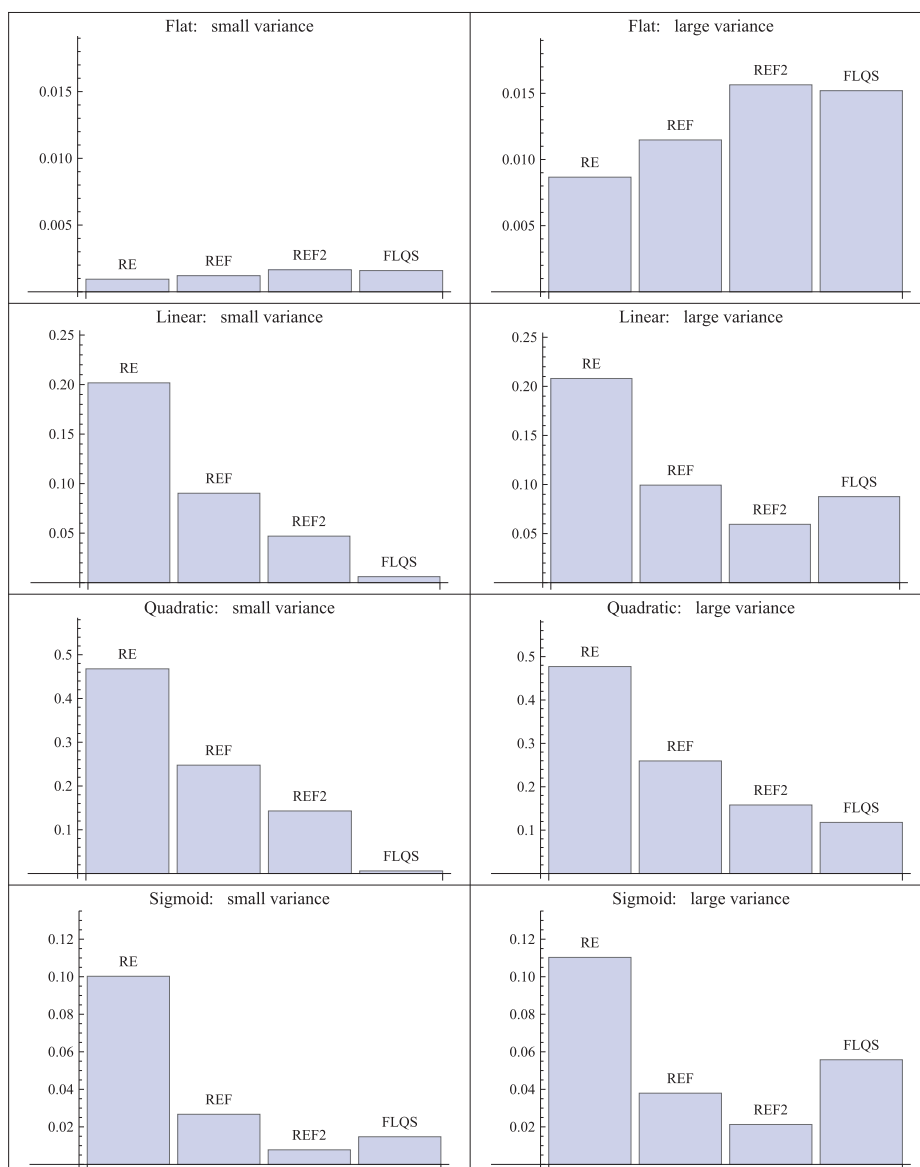 Flat: small variance
0.015
0.010
0.005
RE
REF
REF2
FLQS
Flat: large variance
0.015
0.010
0.005
RE
REF
REF2
FLQS
Linear: small variance
0.25
0.20
0.15
0.10
0.05
RE
REF
REF2
FLQS
Linear: large variance
0.25
0.20
0.15
0.10
0.05
RE
REF
REF2
FLQS
Quadratic: small variance
0.5
0.4
0.3
0.2
0.1
RE
REF
REF2
FLQS
Quadratic: large variance
0.5
0.4
0.3
0.2
0.1
RE
REF
REF2
FLQS
Sigmoid: small variance
0.12
0.10
0.08
0.06
0.04
0.02
RE
REF
REF2
FLQS
Sigmoid: large variance
0.12
0.10
0.08
0.06
0.04
0.02
RE
REF
REF2
FLQS